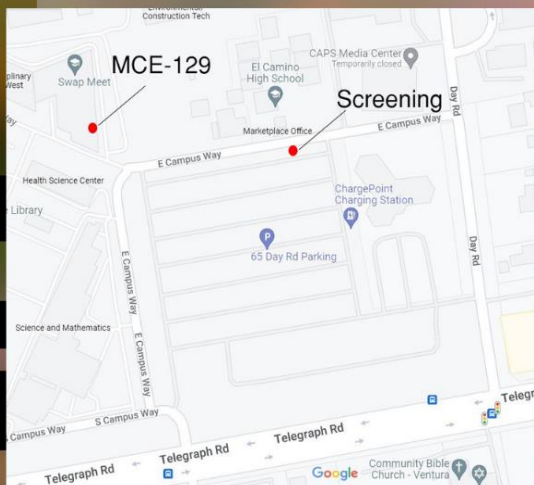 Construction Tech
MCE-129
Swap Meet
El Camino
High School
CAPS Media Center
Temporarily closed
Day Rd
Screening
Marketplace Office
E Campus Way
E Campus Way
Health Science Center
Library
ChargePoint
Charging Station
E Campus Way
P
65 Day Rd Parking
Day Rd
Science and Mathematics
E Campus Way
S Campus Way
Campus Way
Telegraph Rd
Telegraph Rd
Telegraph Rd
Telegraph Rd
Google
Community Bible
Church - Ventura